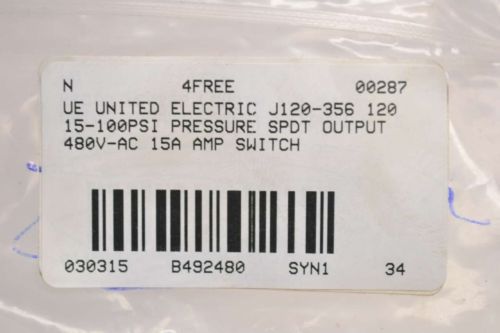 N 4FREE 00287
UE UNITED ELECTRIC J120-356 120
15-100PSI PRESSURE SPDT OUTPUT
480V-AC 15A AMP SWITCH
030315 B492480 SYN1 34